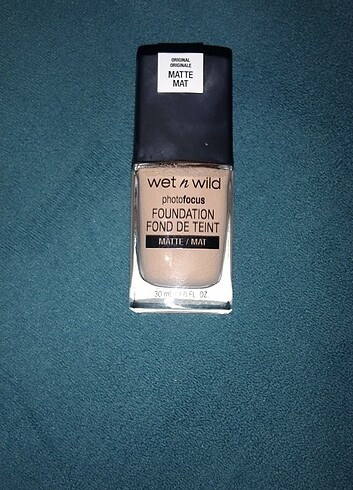 ORIGINAL
ORIGINALE
MATTE
MAT
wet n wild
photofocus
FOUNDATION
FOND DE TEINT
MATTE / MAT
30 ml FL. OZ.